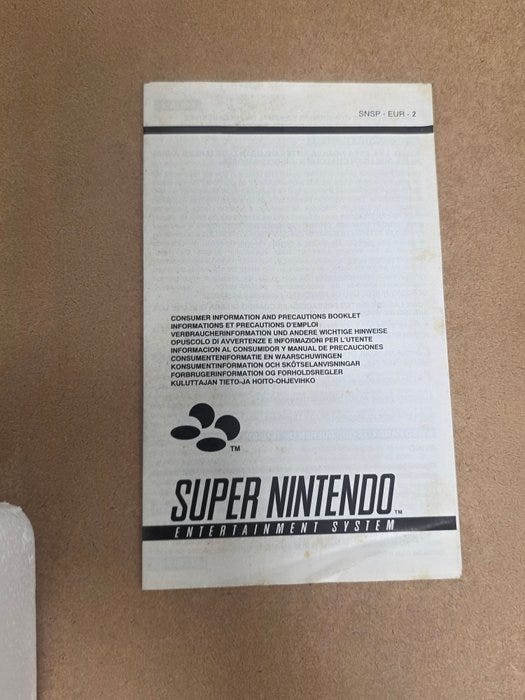 SNSP - EUR - 2
CONSUMER INFORMATION AND PRECAUTIONS BOOKLET
INFORMATIONS ET PRECAUTIONS D'EMPLOI
VERBRAUCHERINFORMATION UND ANDERE WICHTIGE HINWEISE
OPUSCOLO DI AVVERTENZE E INFORMAZIONI PER L'UTENTE
INFORMACION AL CONSUMIDOR Y MANUAL DE PRECAUCIONES
CONSUMENTENIFORMATIE EN WAARSCHUWINGEN
KONSUMENTINFORMATION OCH SKÖTSELANVISNINGAR
FORBRUGERINFORMATION OG FORHOLDSREGLER
KULUTTAJAN TIETO-JA HOITO-OHJEVIHKO
TM
SUPER NINTENDO TM
ENTERTAINMENT SYSTEM